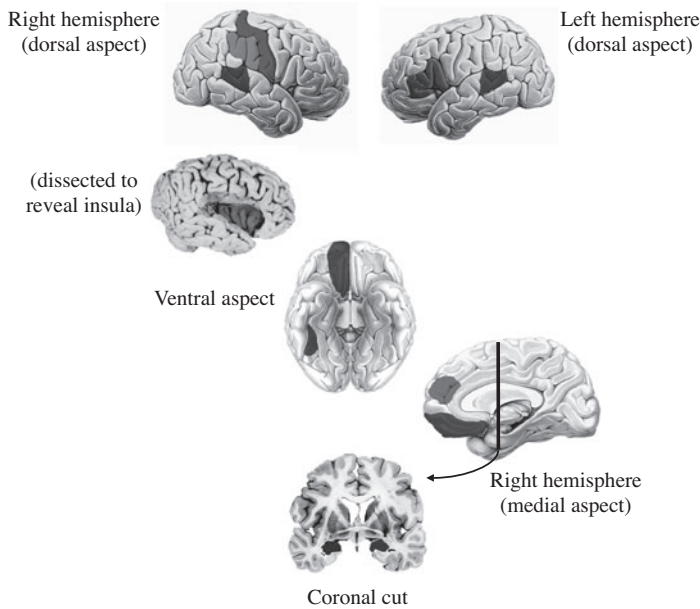 Right hemisphere
(dorsal aspect)
Left hemisphere
(dorsal aspect)
(dissected to
reveal insula)
Ventral aspect
Right hemisphere
(medial aspect)
Coronal cut